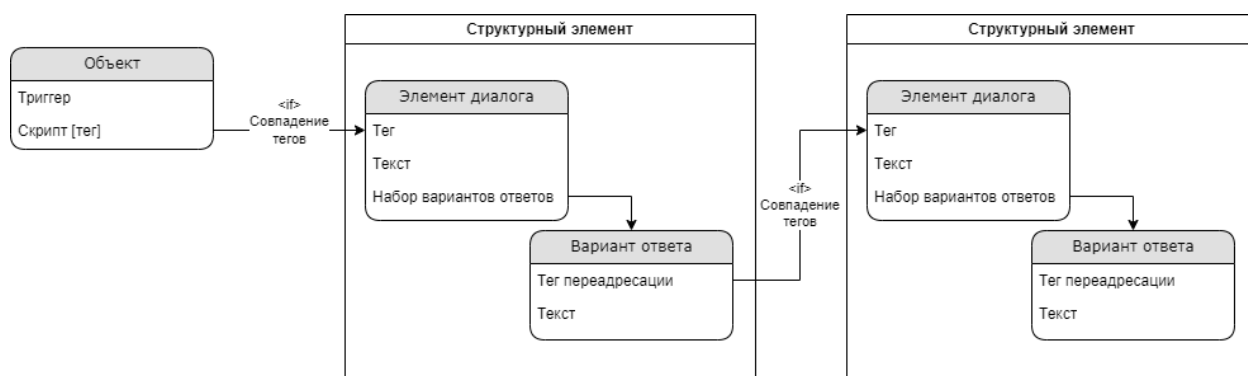 Объект
Триггер
Скрипт [тег]
<if>
Совпадение
тегов
Структурный элемент
Элемент диалога
Тег
Текст
Набор вариантов ответов
Вариант ответа
Тег переадресации
Текст
<if>
Совпадение
тегов
Структурный элемент
Элемент диалога
Тег
Текст
Набор вариантов ответов
Вариант ответа
Тег переадресации
Текст